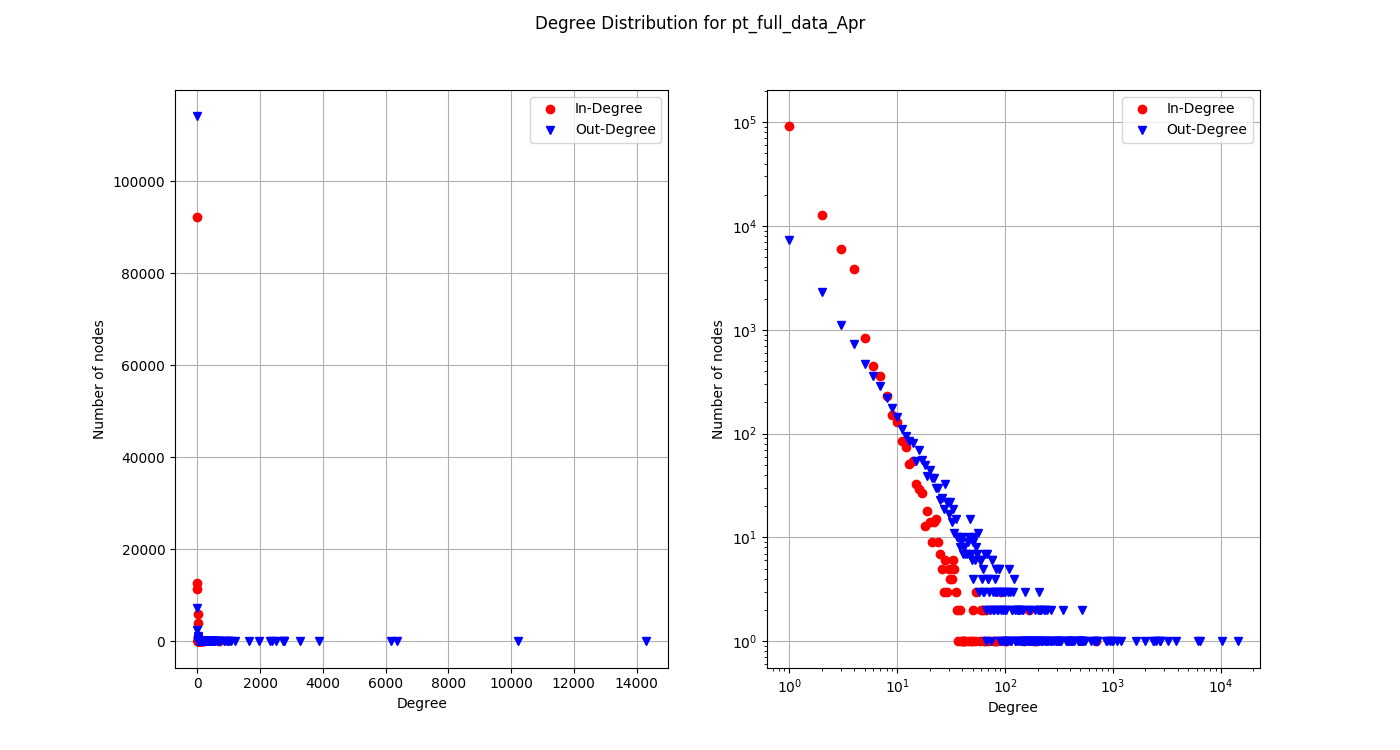 Degree Distribution for pt_full_data_Apr
In-Degree
Out-Degree
Number of nodes
100000
80000
60000
40000
20000
0
0 2000 4000 6000 8000 10000 12000 14000
Degree
In-Degree
Out-Degree
Number of nodes
10^5
10^4
10^3
10^2
10^1
10^0
10^0 10^1 10^2 10^3 10^4
Degree